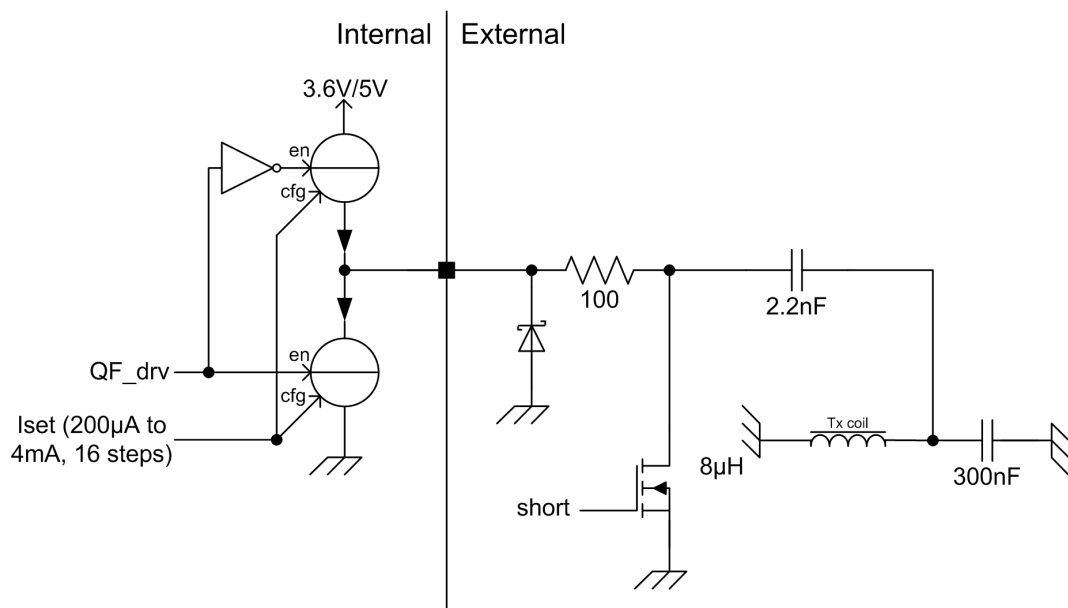 Internal
External
3.6V/5V
en
cfg
100
2.2nF
QF_drv
en
cfg
Iset (200µA to
4mA, 16 steps)
Tx coil
8µH
300nF
short